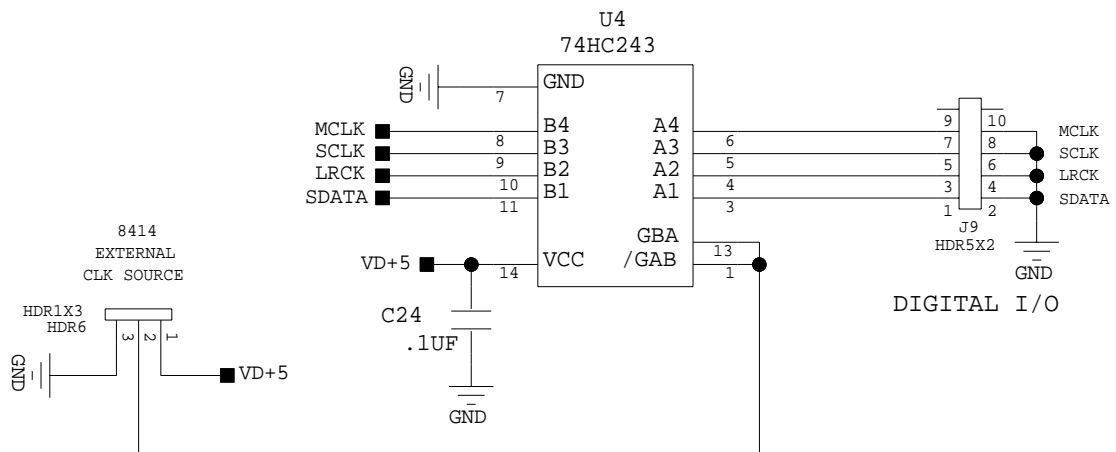 U4
74HC243
GND
GND
7
MCLK
B4
8
A4
6
SCLK
B3
9
A3
5
LRCK
B2
10
A2
4
SDATA
B1
11
A1
3
9
10
MCLK
7
8
SCLK
5
6
LRCK
3
4
SDATA
1
2
J9
HDR5X2
GND
DIGITAL I/O
GBA
13
VD+5
VCC
14
/GAB
1
C24
.1UF
GND
8414
EXTERNAL
CLK SOURCE
HDR1X3
HDR6
3
2
1
GND
VD+5